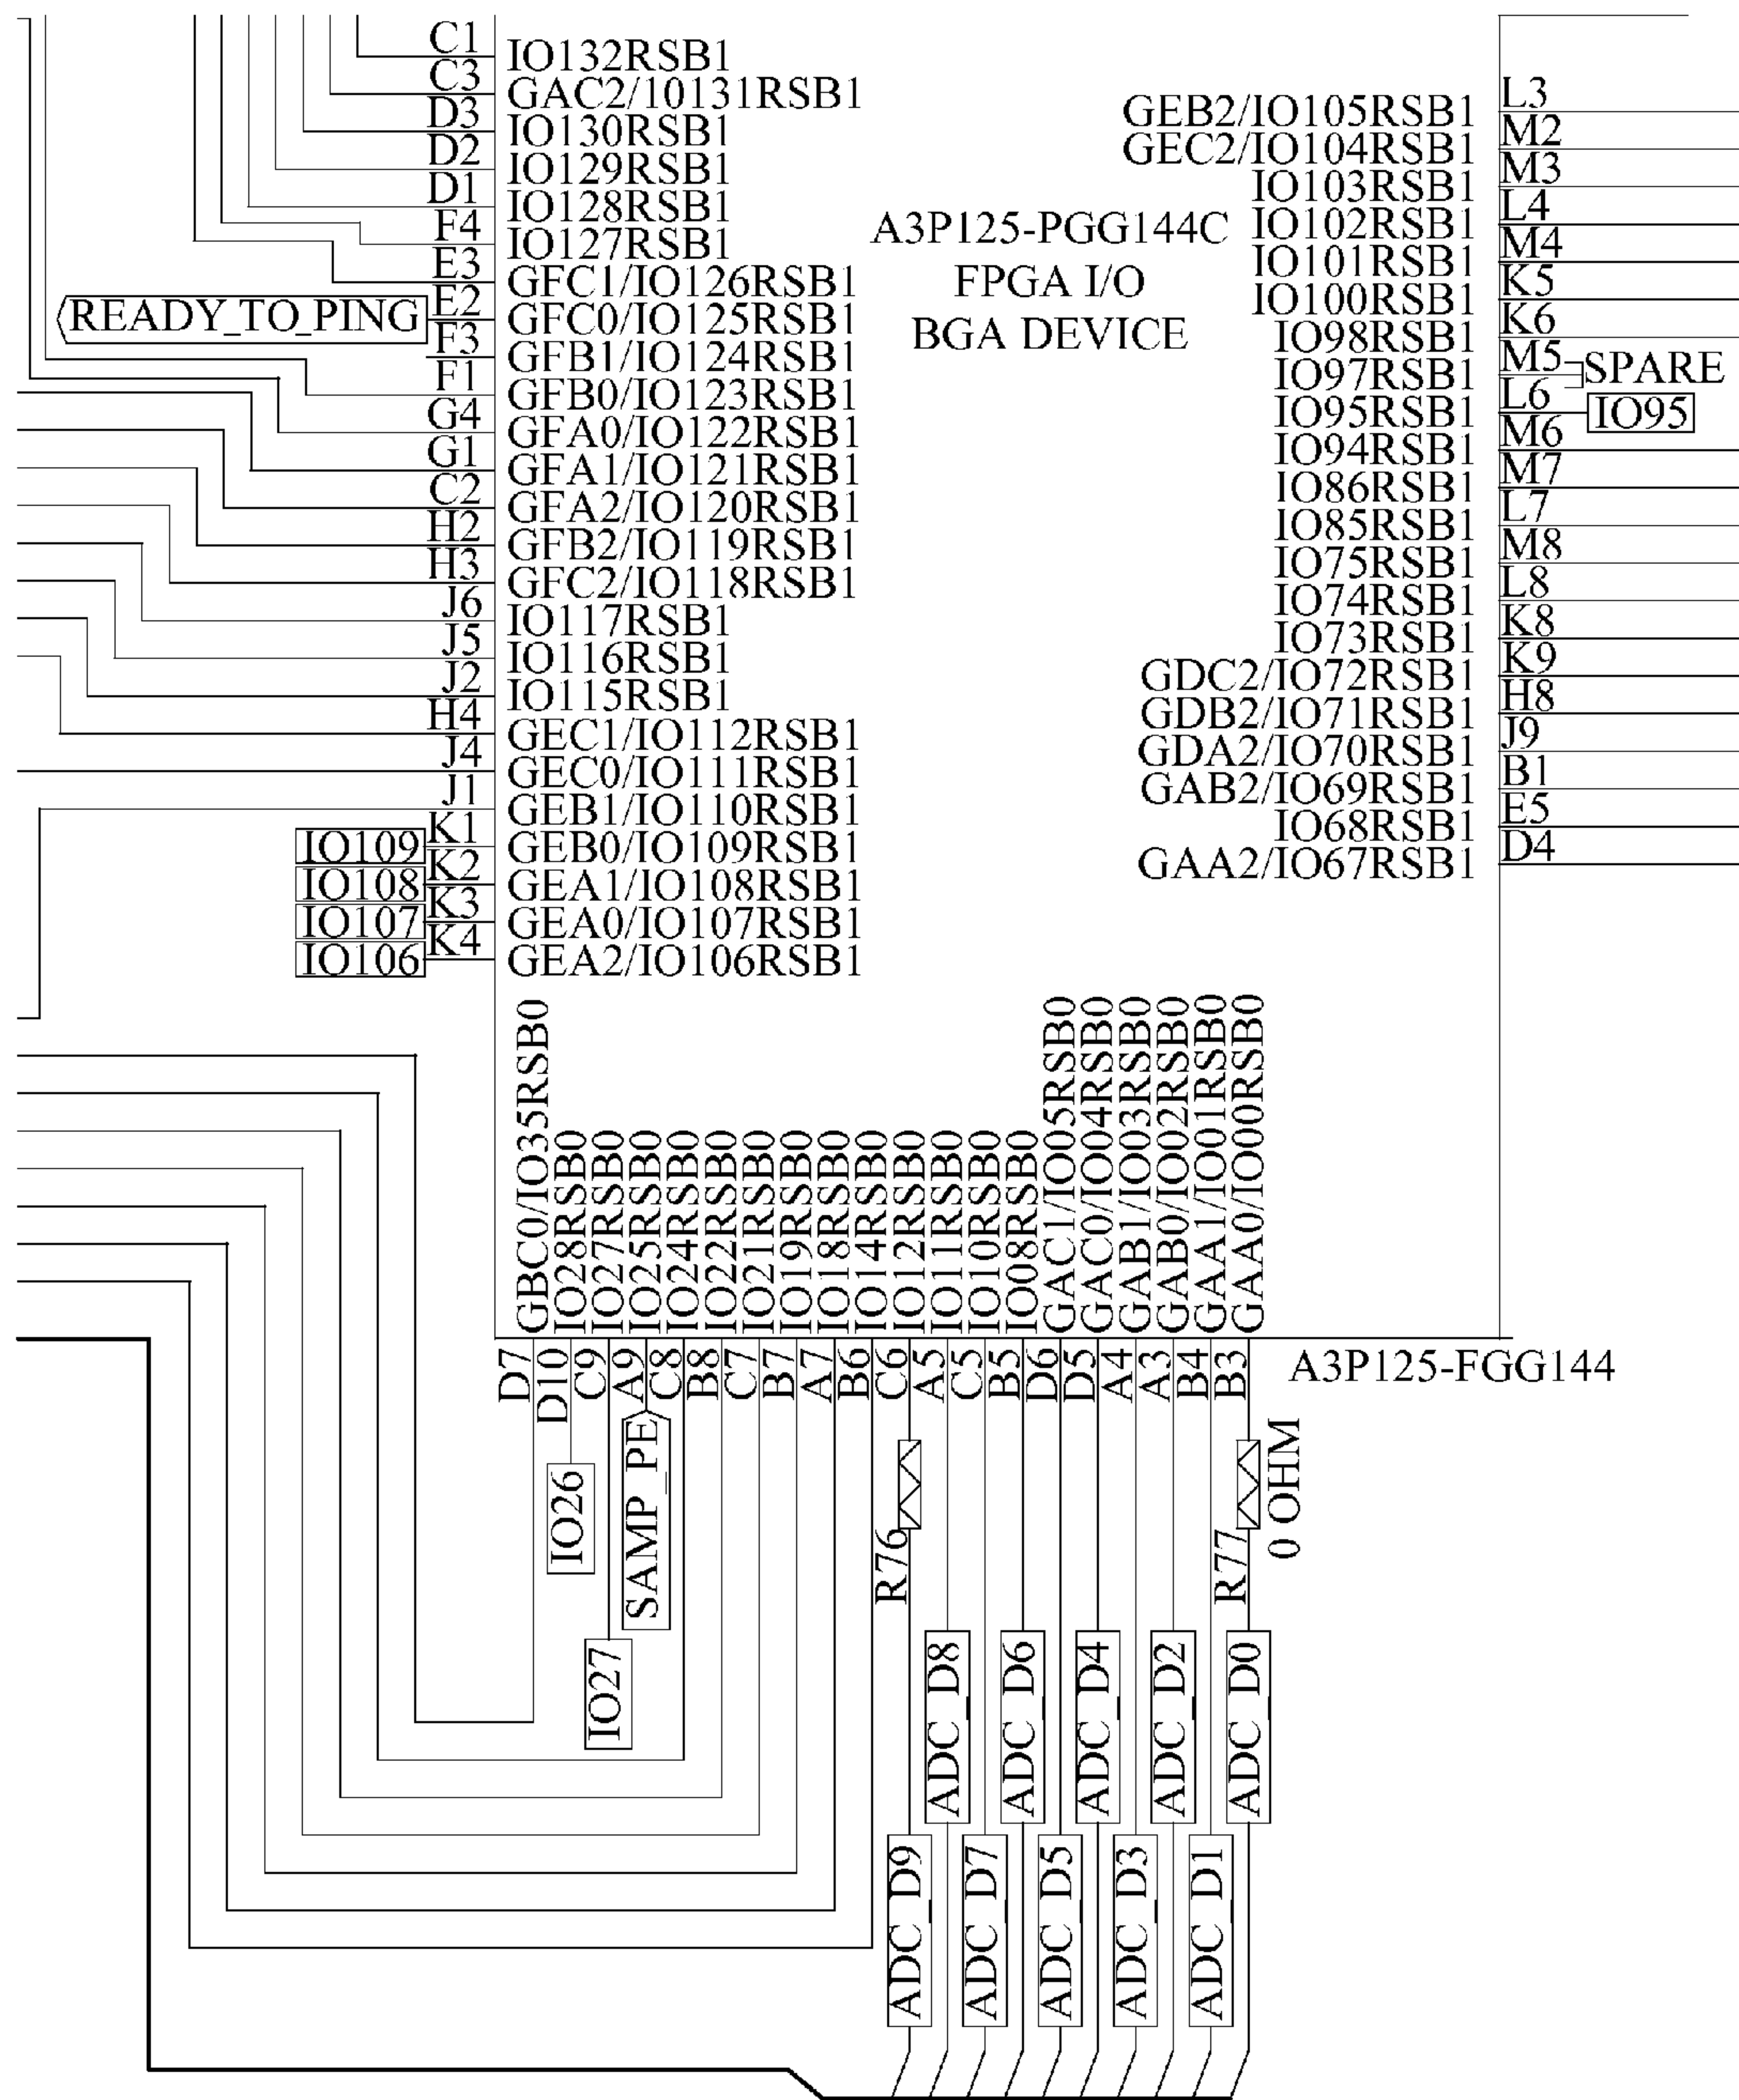 C1 IO132RSB1
C3 GAC2/10131RSB1
D3 IO130RSB1
D2 IO129RSB1
D1 IO128RSB1
F4 IO127RSB1
E3 GFC1/IO126RSB1
READY_TO_PING E2 GFC0/IO125RSB1
F3 GFB1/IO124RSB1
F1 GFB0/IO123RSB1
G4 GFA0/IO122RSB1
G1 GFA1/IO121RSB1
C2 GFA2/IO120RSB1
H2 GFB2/IO119RSB1
H3 GFC2/IO118RSB1
J6 IO117RSB1
J5 IO116RSB1
J2 IO115RSB1
H4 GEC1/IO112RSB1
J4 GEC0/IO111RSB1
J1 GEB1/IO110RSB1
IO109 K1 GEB0/IO109RSB1
IO108 K2 GEA1/IO108RSB1
IO107 K3 GEA0/IO107RSB1
IO106 K4 GEA2/IO106RSB1
A3P125-PGG144C
FPGA I/O
BGA DEVICE
GEB2/IO105RSB1 L3
GEC2/IO104RSB1 M2
IO103RSB1 M3
IO102RSB1 L4
IO101RSB1 M4
IO100RSB1 K5
IO98RSB1 K6
IO97RSB1 M5 SPARE
IO95RSB1 L6 IO95
IO94RSB1 M6
IO86RSB1 M7
IO85RSB1 L7
IO75RSB1 M8
IO74RSB1 L8
IO73RSB1 K8
GDC2/IO72RSB1 K9
GDB2/IO71RSB1 H8
GDA2/IO70RSB1 J9
GAB2/IO69RSB1 B1
IO68RSB1 E5
GAA2/IO67RSB1 D4
GBC0/IO35RSB0 D7
IO28RSB0 D10 IO26
IO27RSB0 C9 IO27
IO25RSB0 A9 SAMP_PE
IO24RSB0 C8
IO22RSB0 B8
IO21RSB0 C7
IO19RSB0 B7
IO18RSB0 A7
IO14RSB0 B6
IO12RSB0 C6 R76 ADC_D9
IO11RSB0 A5 ADC_D8
IO10RSB0 C5 ADC_D7
IO08RSB0 B5 ADC_D6
GAC1/IO05RSB0 D6 ADC_D5
GAC0/IO04RSB0 D5 ADC_D4
GAB1/IO03RSB0 A4 ADC_D3
GAB0/IO02RSB0 A3 ADC_D2
GAA1/IO01RSB0 B4 ADC_D1
GAA0/IO00RSB0 B3 R77 0 OHM ADC_D0
A3P125-FGG144